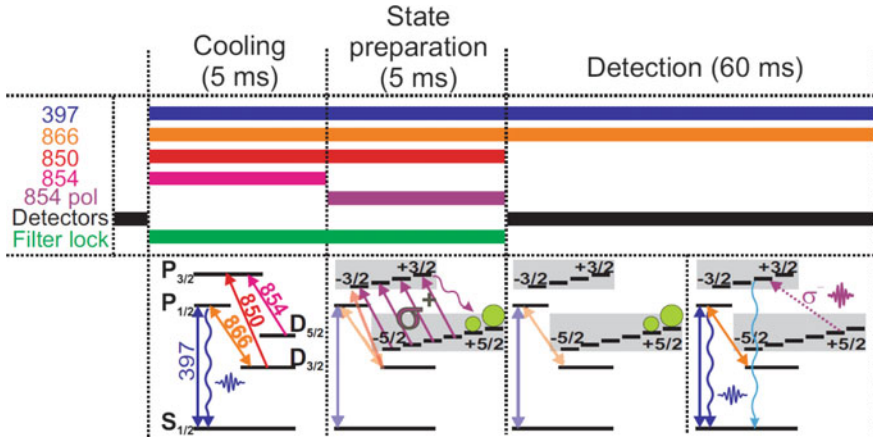 Cooling
(5 ms)
State
preparation
(5 ms)
Detection (60 ms)
397
866
850
854
854 pol
Detectors
Filter lock
P3/2
P1/2
854
850
866
D5/2
D3/2
397
S1/2
-3/2
+3/2
σ+
-5/2
+5/2
-3/2
+3/2
-5/2
+5/2
-3/2
+3/2
σ-
-5/2
+5/2